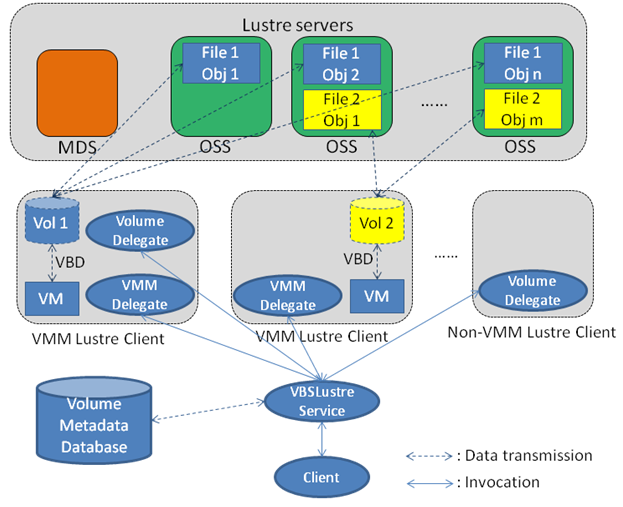 Lustre servers
File 1
Obj 1
File 1
Obj 2
File 2
Obj 1
......
File 1
Obj n
File 2
Obj m
MDS
OSS
OSS
OSS
Vol 1
Volume
Delegate
VBD
VM
VMM
Delegate
VMM Lustre Client
Vol 2
VBD
VMM
Delegate
VM
VMM Lustre Client
......
Volume
Delegate
Non-VMM Lustre Client
Volume
Metadata
Database
VBSLustre
Service
Client
: Data transmission
: Invocation